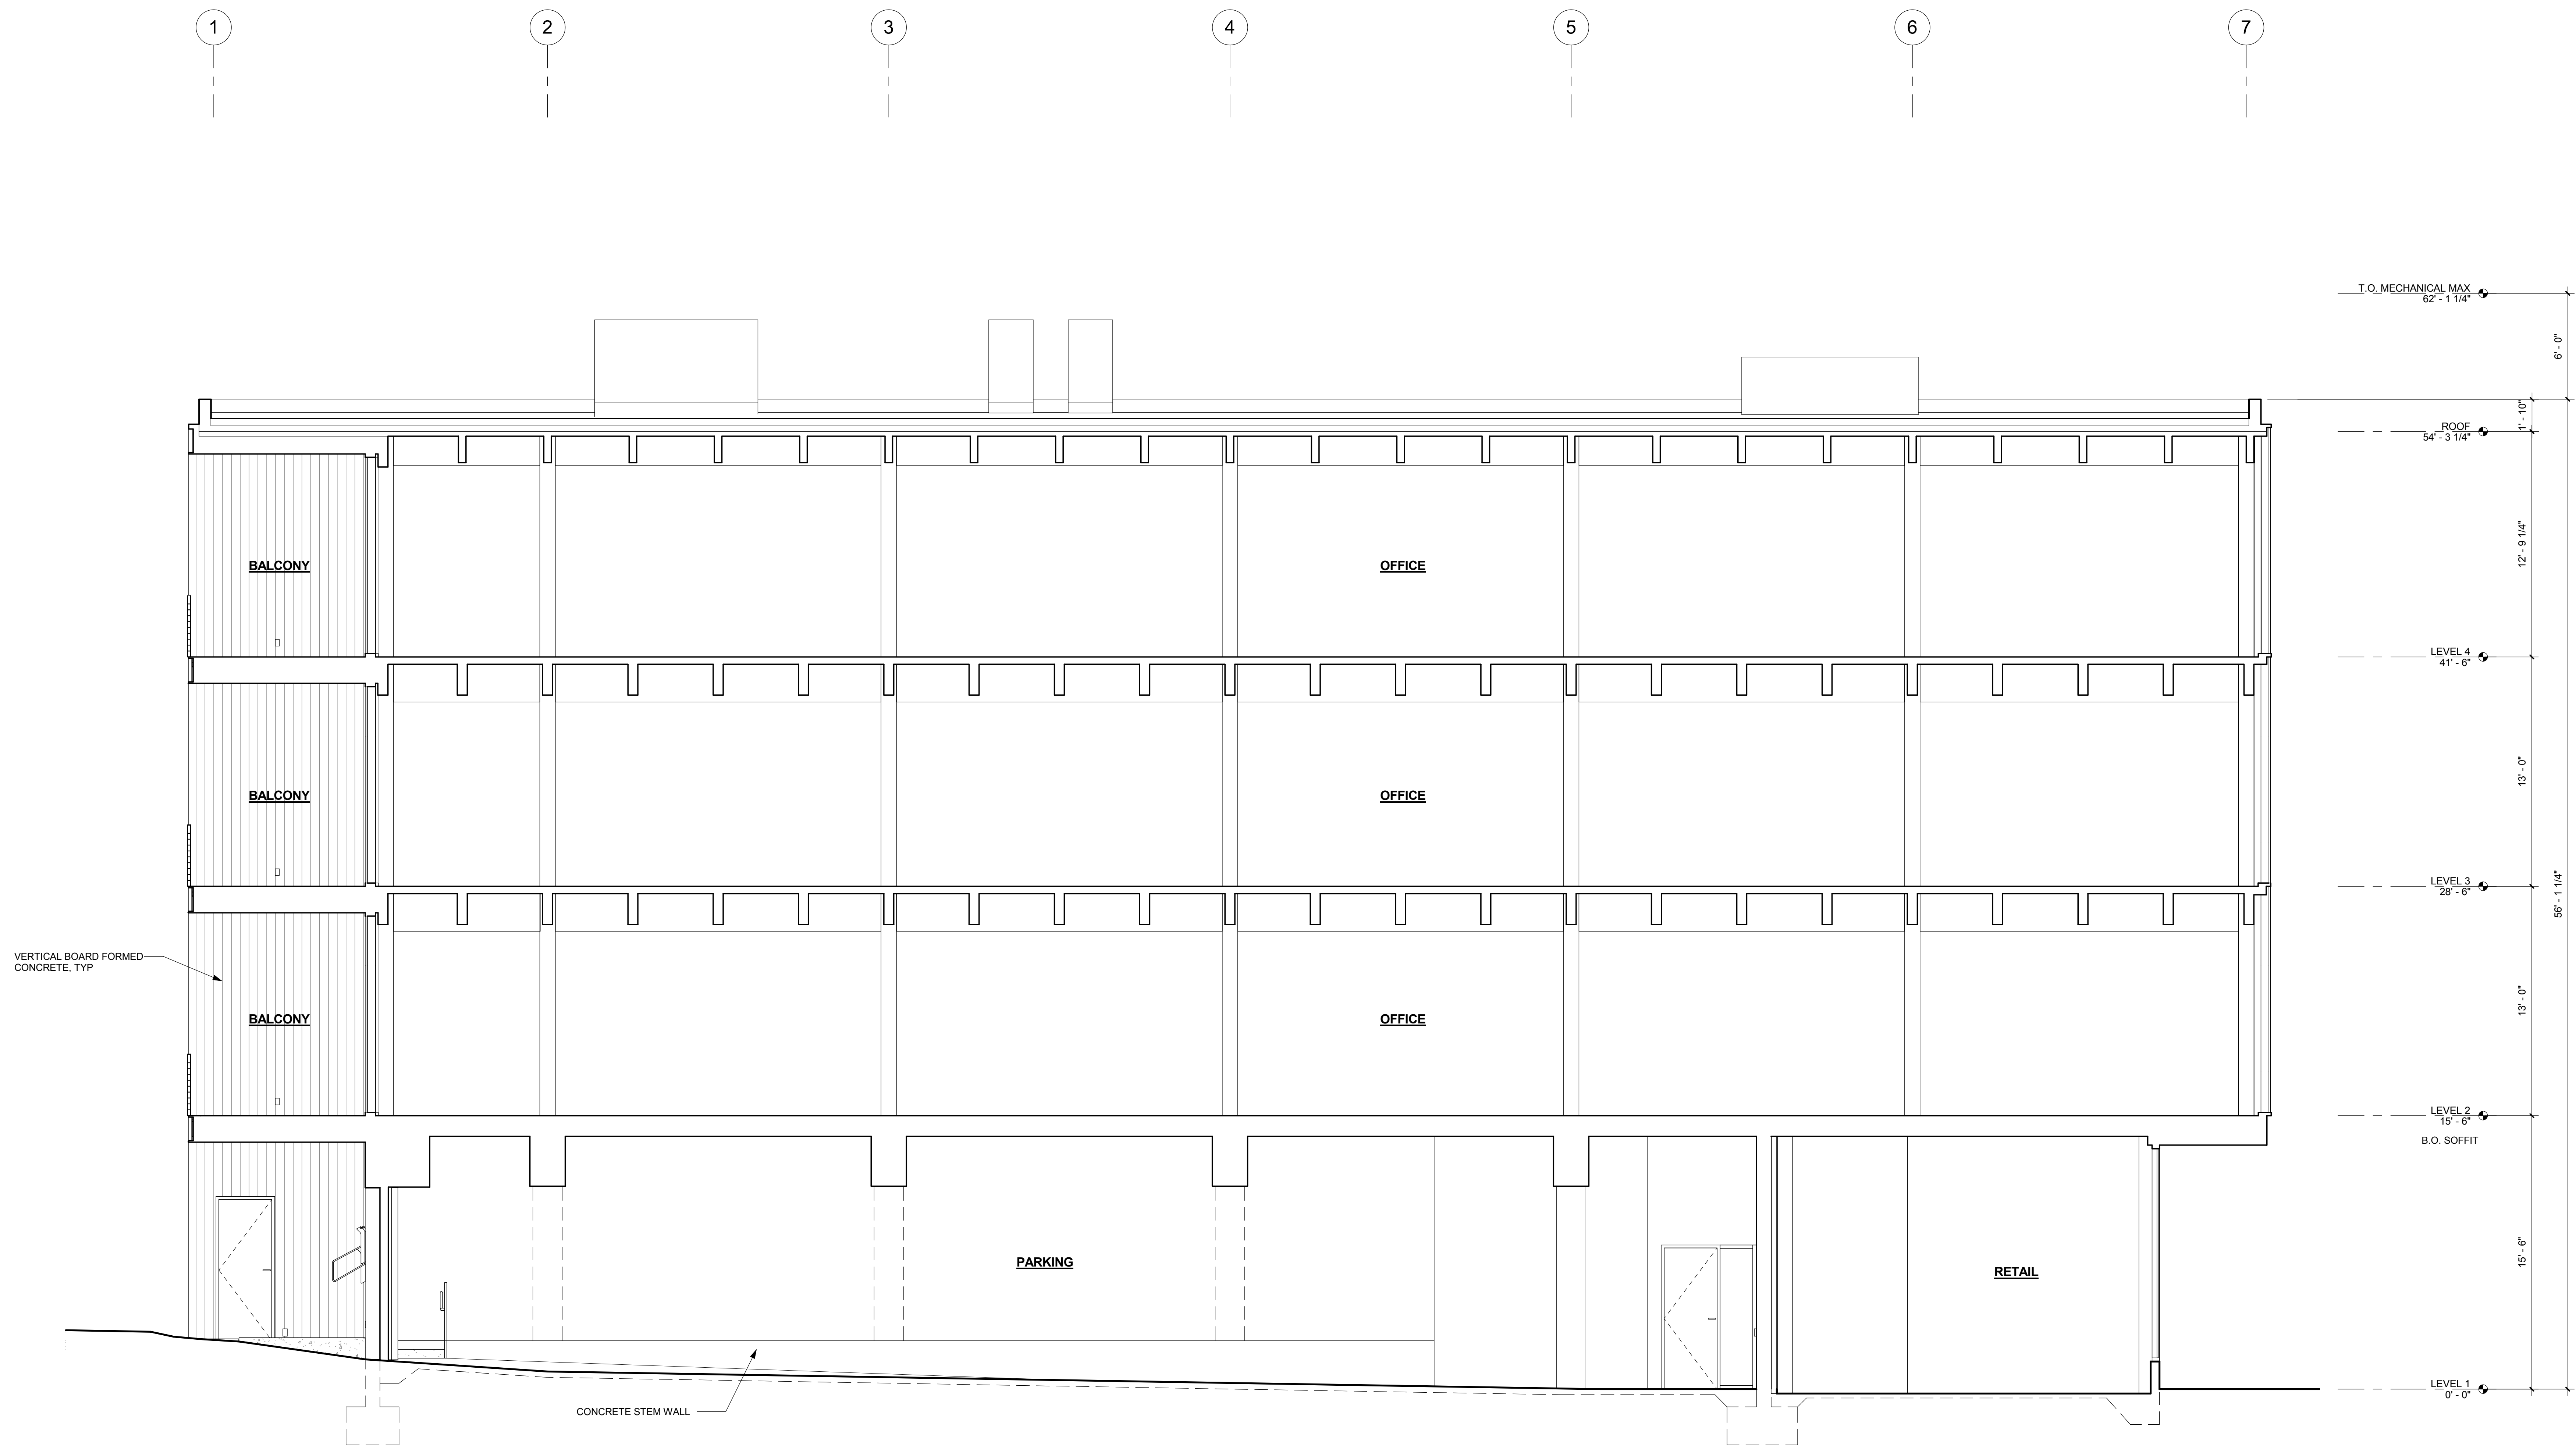 1
2
3
4
5
6
7
T.O. MECHANICAL MAX
62' - 1 1/4"
6' - 0"
1' - 10"
ROOF
54' - 3 1/4"
12' - 9 1/4"
BALCONY
OFFICE
LEVEL 4
41' - 6"
13' - 0"
BALCONY
OFFICE
LEVEL 3
28' - 6"
56' - 1 1/4"
VERTICAL BOARD FORMED
CONCRETE, TYP
13' - 0"
BALCONY
OFFICE
LEVEL 2
15' - 6"
B.O. SOFFIT
15' - 6"
PARKING
RETAIL
LEVEL 1
0' - 0"
CONCRETE STEM WALL